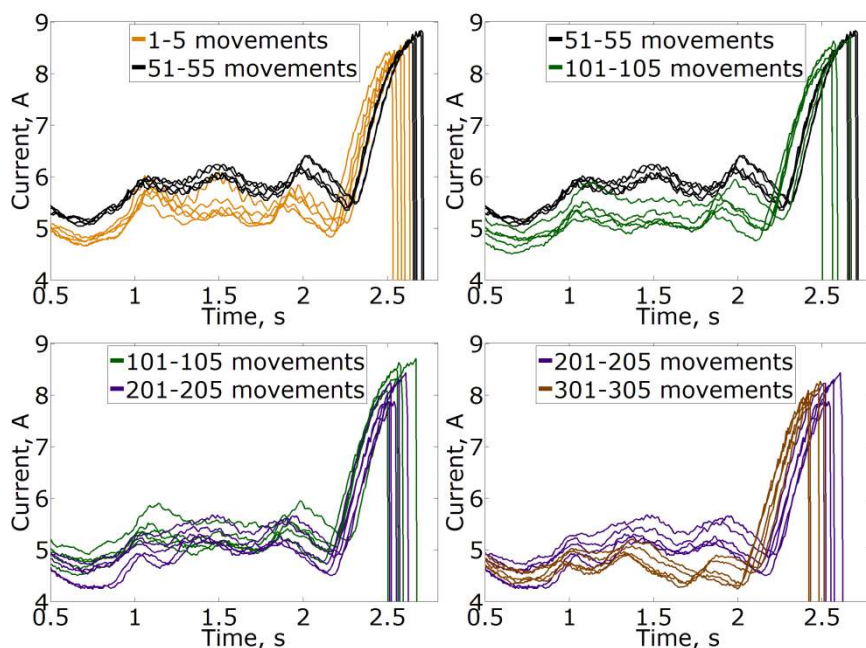 9
8
7
6
5
4
Current, A
1-5 movements
51-55 movements
0.5 1 1.5 2 2.5
Time, s
9
8
7
6
5
4
Current, A
51-55 movements
101-105 movements
0.5 1 1.5 2 2.5
Time, s
9
8
7
6
5
4
Current, A
101-105 movements
201-205 movements
0.5 1 1.5 2 2.5
Time, s
9
8
7
6
5
4
Current, A
201-205 movements
301-305 movements
0.5 1 1.5 2 2.5
Time, s